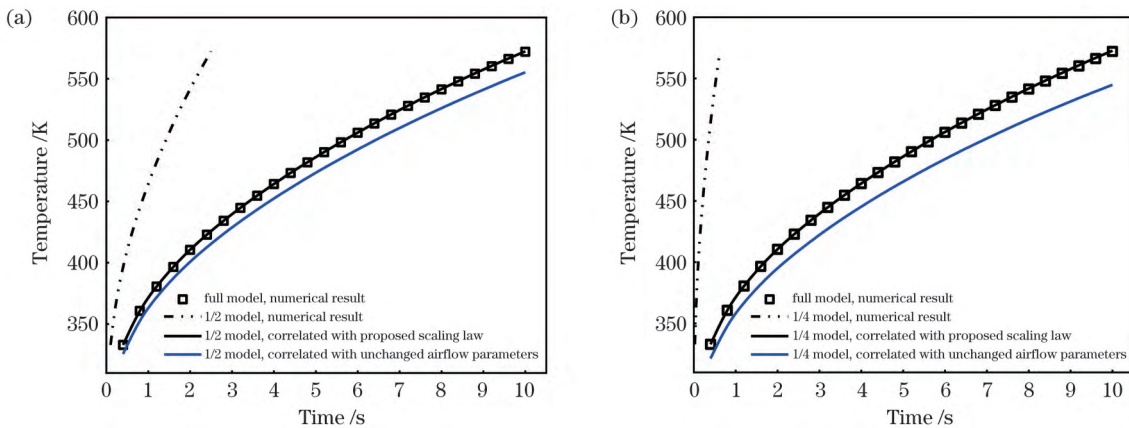 (a)
600
550
500
450
400
350
Temperature /K
full model, numerical result
1/2 model, numerical result
1/2 model, correlated with proposed scaling law
1/2 model, correlated with unchanged airflow parameters
0 1 2 3 4 5 6 7 8 9 10
Time /s
(b)
600
550
500
450
400
350
Temperature /K
full model, numerical result
1/4 model, numerical result
1/4 model, correlated with proposed scaling law
1/4 model, correlated with unchanged airflow parameters
0 1 2 3 4 5 6 7 8 9 10
Time /s